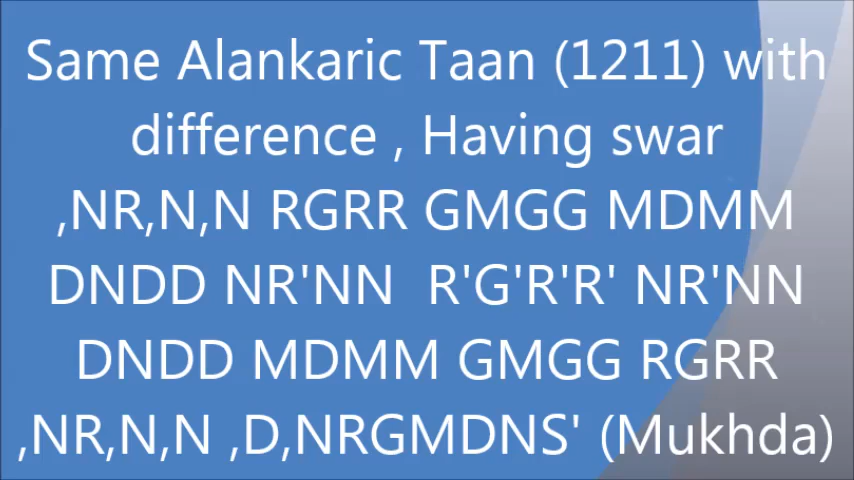 Same Alankaric Taan (1211) with
difference , Having swar
,NR,N,N RGRR GMGG MDMM
DNDD NR'NN  R'G'R'R' NR'NN
DNDD MDMM GMGG RGRR
,NR,N,N ,D,NRGMDNS' (Mukhda)